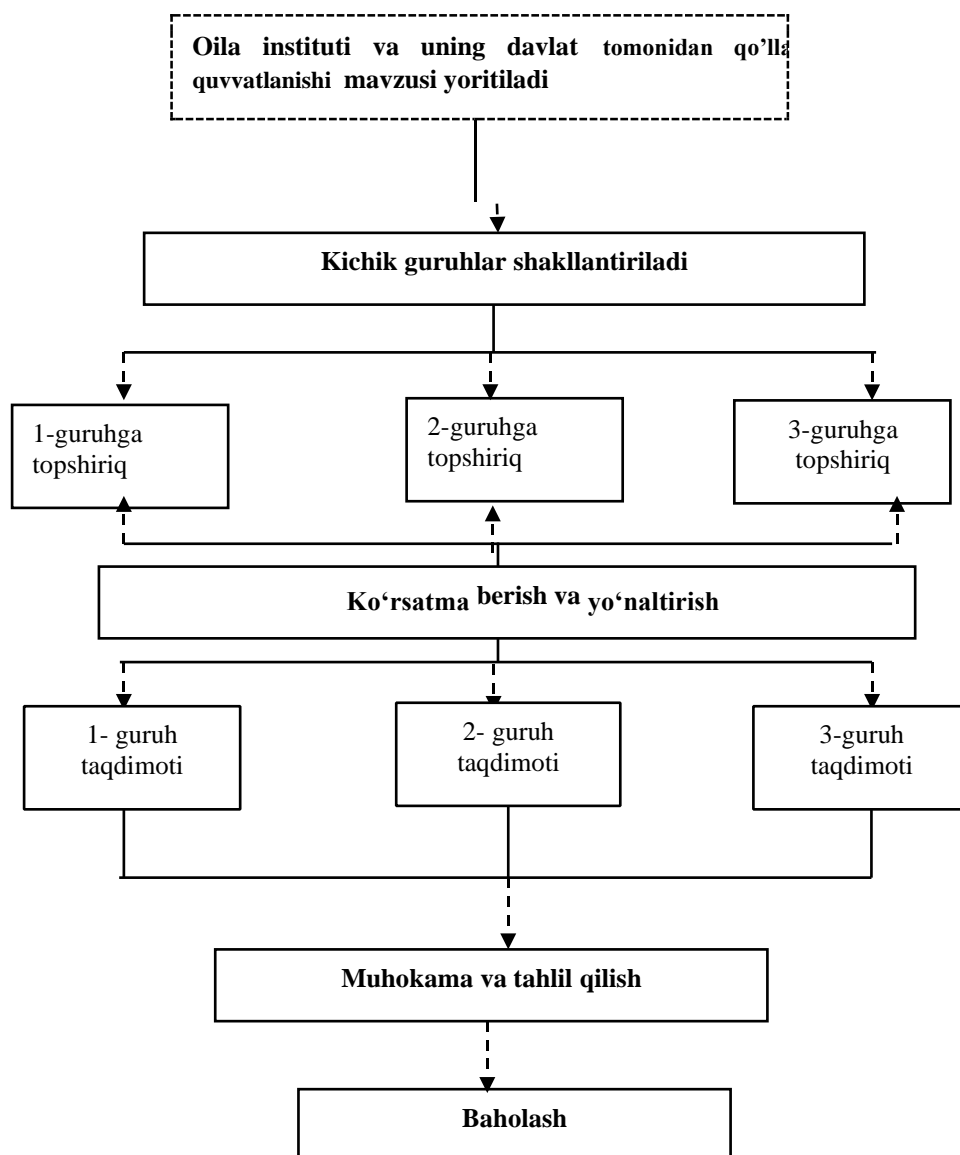 Oila instituti va uning davlat tomonidan qo’lla
quvvatlanishi mavzusi yoritiladi
Kichik guruhlar shakllantiriladi
1-guruhga
topshiriq
2-guruhga
topshiriq
3-guruhga
topshiriq
Ko‘rsatma berish va yo‘naltirish
1- guruh
taqdimoti
2- guruh
taqdimoti
3-guruh
taqdimoti
Muhokama va tahlil qilish
Baholash